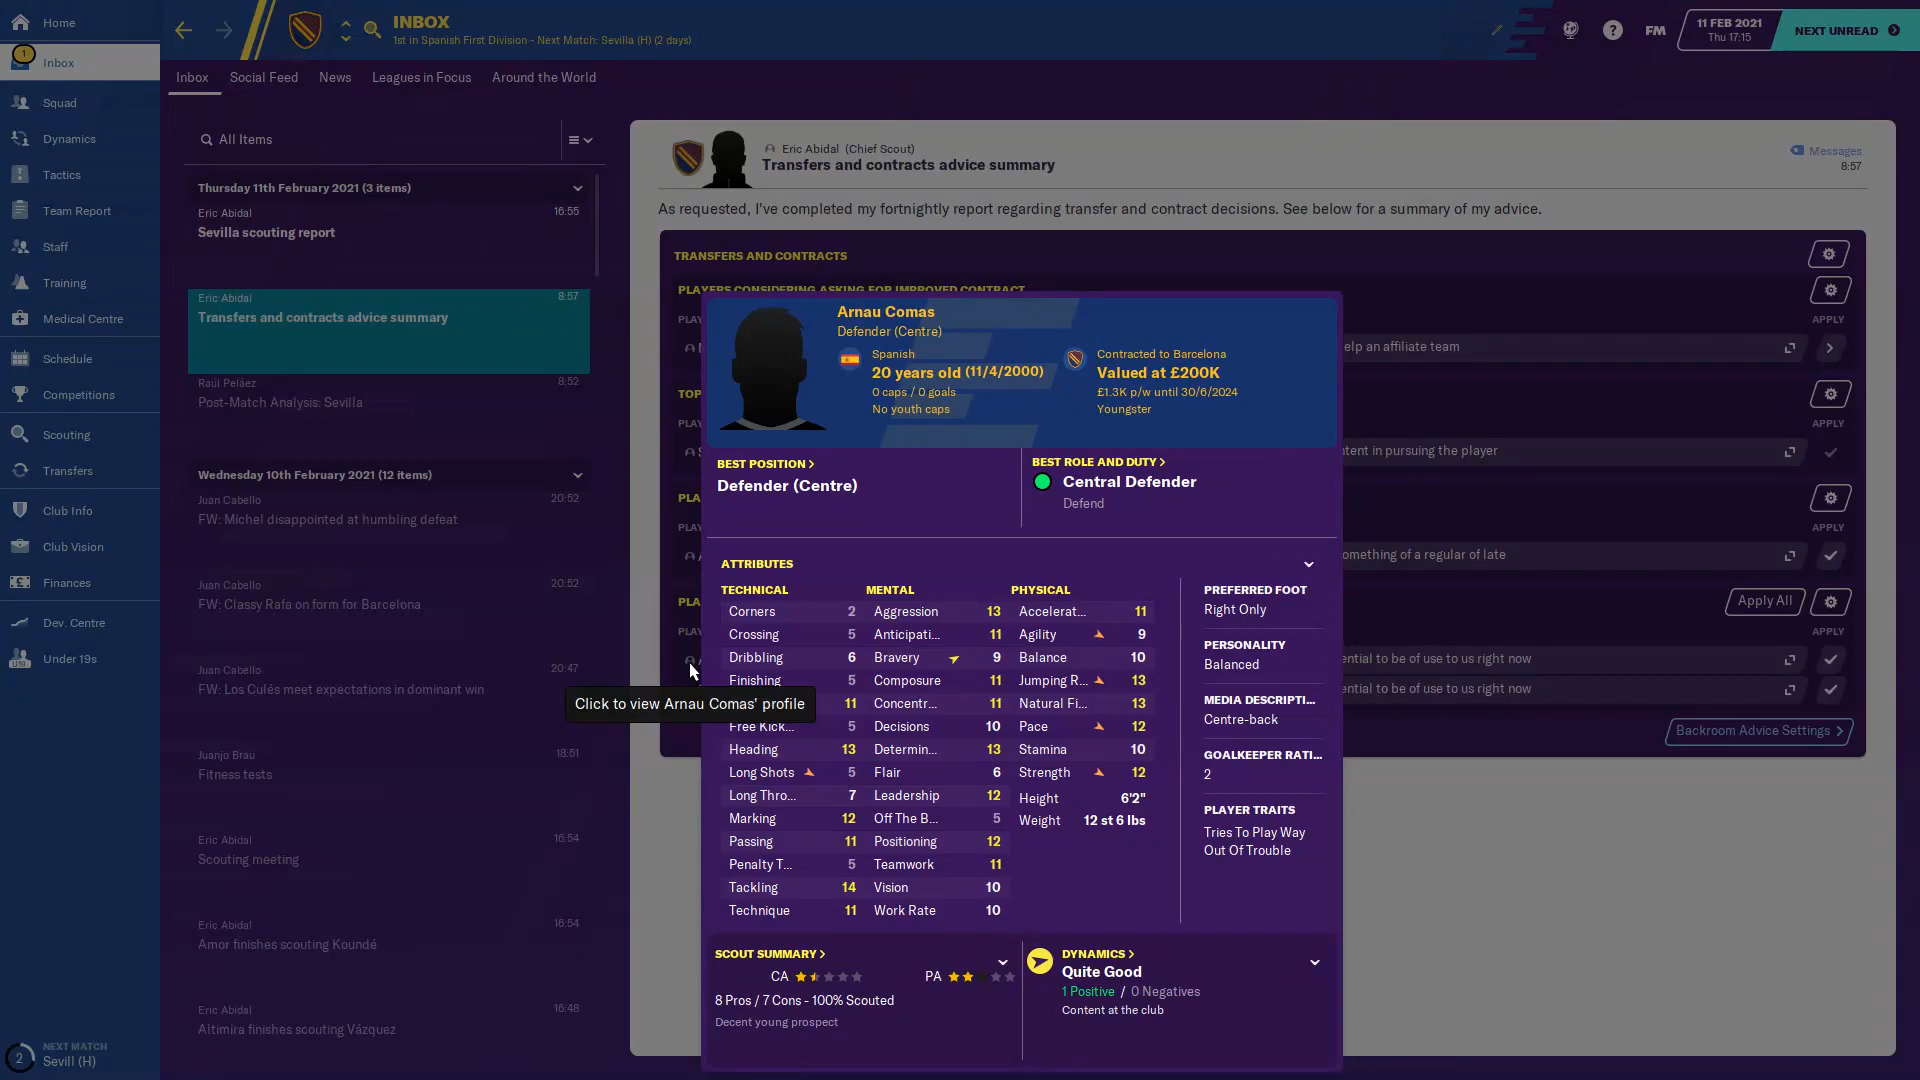 Home
1
Inbox
Squad
Dynamics
Tactics
Team Report
Staff
Training
Medical Centre
Schedule
Competitions
Scouting
Transfers
Club Info
Club Vision
Finances
Dev. Centre
U19
Under 19s
2
NEXT MATCH
Sevill (H)
INBOX
1st in Spanish First Division - Next Match: Sevilla (H) (2 days)
?
FM
11 FEB 2021
Thu 17:15
NEXT UNREAD
Inbox
Social Feed
News
Leagues in Focus
Around the World
All Items
Thursday 11th February 2021 (3 items)
Eric Abidal 16:55
Sevilla scouting report
Eric Abidal 8:57
Transfers and contracts advice summary
Raúl Peláez 8:52
Post-Match Analysis: Sevilla
Wednesday 10th February 2021 (12 items)
Juan Cabello 20:52
FW: Míchel disappointed at humbling defeat
Juan Cabello 20:52
FW: Classy Rafa on form for Barcelona
Juan Cabello 20:47
FW: Los Culés meet expectations in dominant win
Juanjo Brau 18:51
Fitness tests
Eric Abidal 16:54
Scouting meeting
Eric Abidal 16:54
Amor finishes scouting Koundé
Eric Abidal 16:48
Altimira finishes scouting Vázquez
Eric Abidal (Chief Scout)
Transfers and contracts advice summary
Messages
8:57
As requested, I've completed my fortnightly report regarding transfer and contract decisions. See below for a summary of my advice.
TRANSFERS AND CONTRACTS
PLAYERS CONSIDERING ASKING FOR IMPROVED CONTRACT
PLAY
APPLY
elp an affiliate team
TOP
PLAY
APPLY
tent in pursuing the player
PLA
PLAY
APPLY
omething of a regular of late
PLA
Apply All
PLAY
APPLY
ential to be of use to us right now
ential to be of use to us right now
Backroom Advice Settings
Arnau Comas
Defender (Centre)
Spanish
20 years old (11/4/2000)
0 caps / 0 goals
No youth caps
Contracted to Barcelona
Valued at £200K
£1.3K p/w until 30/6/2024
Youngster
BEST POSITION
Defender (Centre)
BEST ROLE AND DUTY
Central Defender
Defend
ATTRIBUTES
TECHNICAL
Corners 2
Crossing 5
Dribbling 6
Finishing 5
11
Free Kick... 5
Heading 13
Long Shots 5
Long Thro... 7
Marking 12
Passing 11
Penalty T... 5
Tackling 14
Technique 11
MENTAL
Aggression 13
Anticipati... 11
Bravery 9
Composure 11
Concentr... 11
Decisions 10
Determin... 13
Flair 6
Leadership 12
Off The B... 5
Positioning 12
Teamwork 11
Vision 10
Work Rate 10
PHYSICAL
Accelerat... 11
Agility 9
Balance 10
Jumping R... 13
Natural Fi... 13
Pace 12
Stamina 10
Strength 12
Height 6'2"
Weight 12 st 6 lbs
PREFERRED FOOT
Right Only
PERSONALITY
Balanced
MEDIA DESCRIPTI...
Centre-back
GOALKEEPER RATI...
2
PLAYER TRAITS
Tries To Play Way
Out Of Trouble
Click to view Arnau Comas' profile
SCOUT SUMMARY
CA
PA
8 Pros / 7 Cons - 100% Scouted
Decent young prospect
DYNAMICS
Quite Good
1 Positive / 0 Negatives
Content at the club